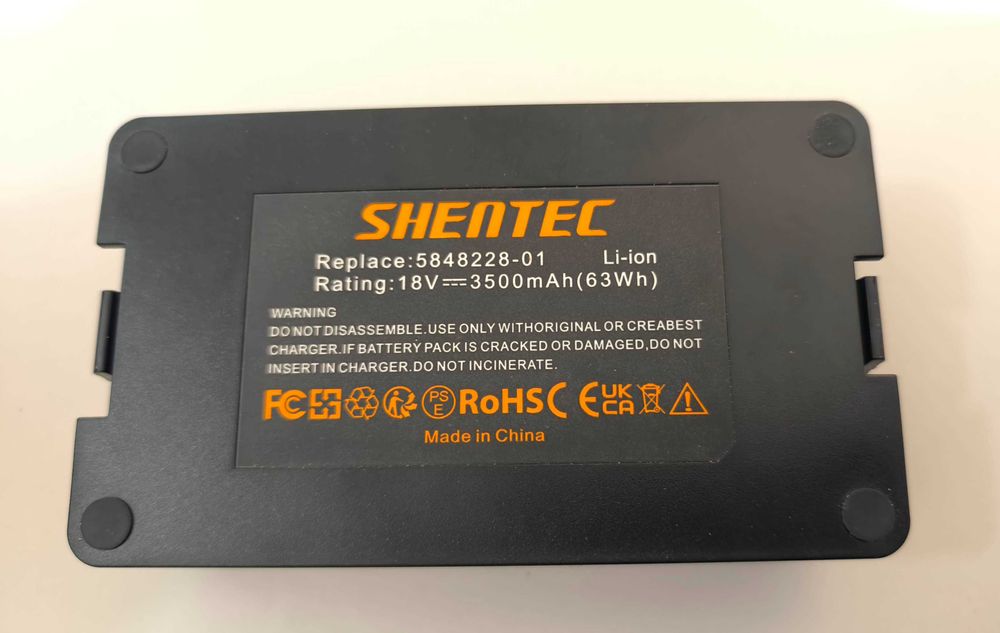 SHENTEC
Replace:5848228-01 Li-ion
Rating:18V⎓3500mAh(63Wh)
WARNING
DO NOT DISASSEMBLE.USE ONLY WITHORIGINAL OR CREABEST
CHARGER.IF BATTERY PACK IS CRACKED OR DAMAGED,DO NOT
INSERT IN CHARGER.DO NOT INCINERATE.
FC PSE RoHS CE UKCA
Made in China